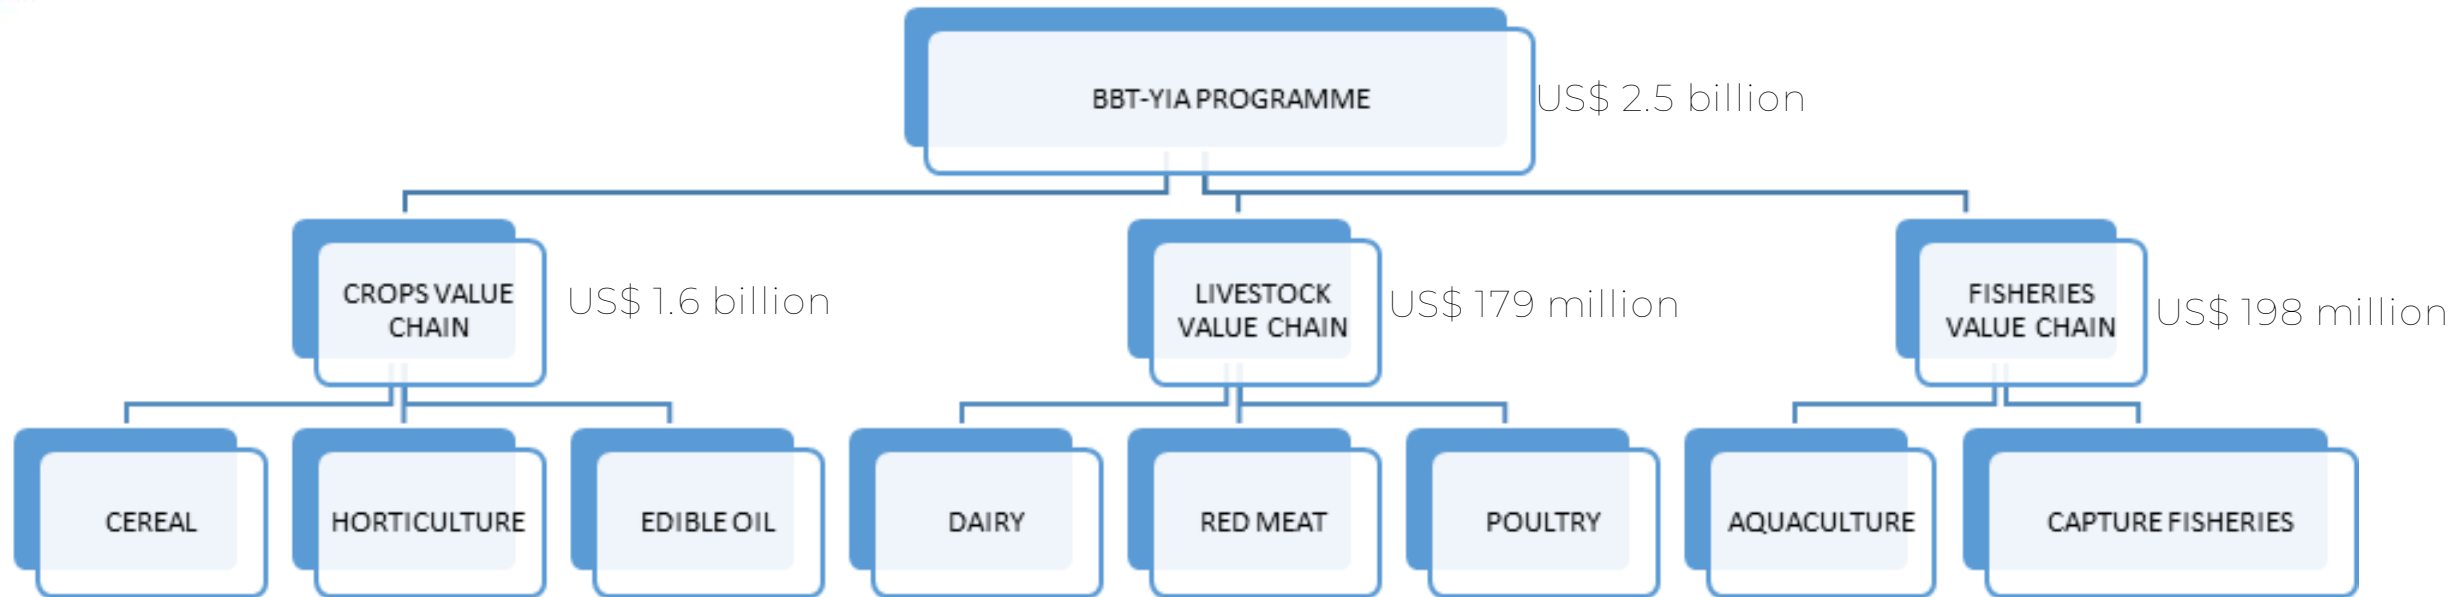 BBT-YIA PROGRAMME
US$ 2.5 billion
CROPS VALUE
CHAIN
US$ 1.6 billion
LIVESTOCK
VALUE CHAIN
US$ 179 million
FISHERIES
VALUE CHAIN
US$ 198 million
CEREAL
HORTICULTURE
EDIBLE OIL
DAIRY
RED MEAT
POULTRY
AQUACULTURE
CAPTURE FISHERIES